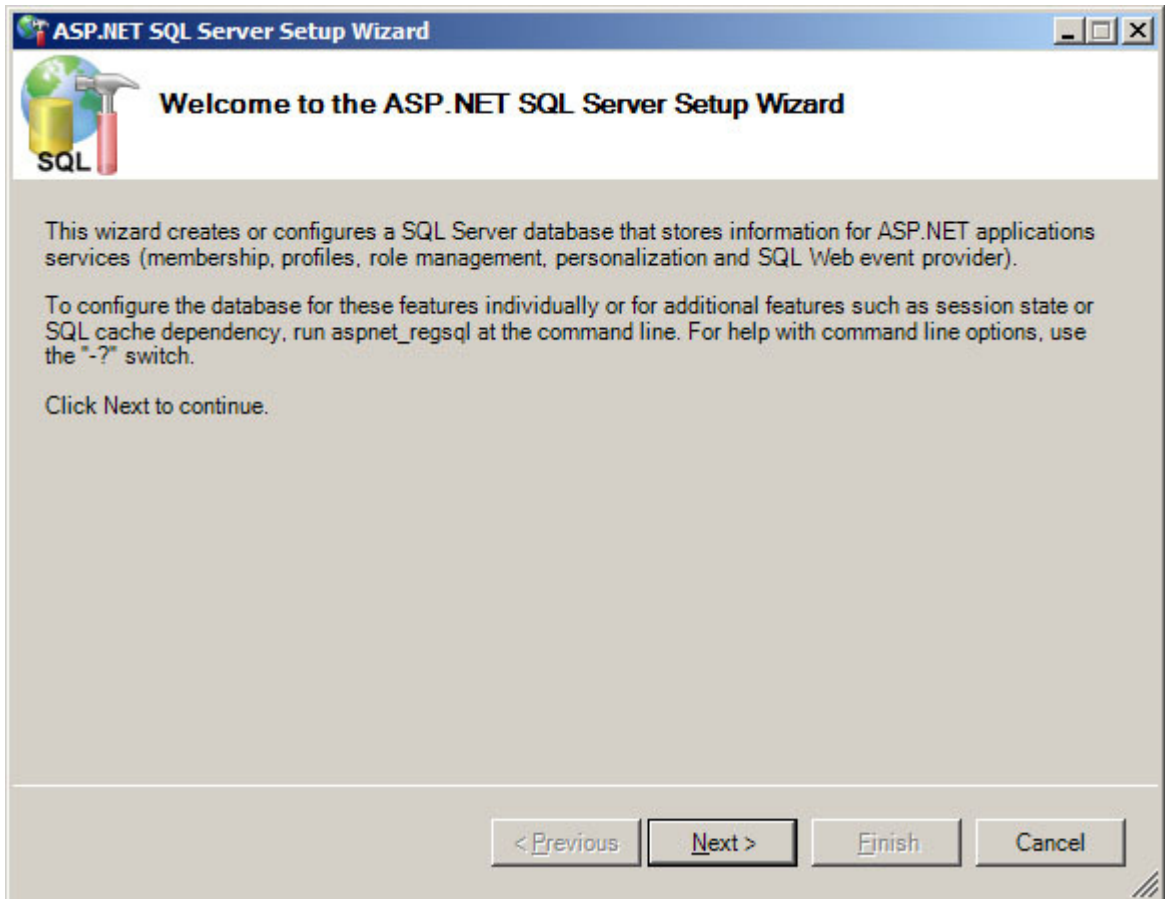 ASP.NET SQL Server Setup Wizard
Welcome to the ASP.NET SQL Server Setup Wizard
SQL
This wizard creates or configures a SQL Server database that stores information for ASP.NET applications
services (membership, profiles, role management, personalization and SQL Web event provider).
To configure the database for these features individually or for additional features such as session state or
SQL cache dependency, run aspnet_regsql at the command line. For help with command line options, use
the "-?" switch.
Click Next to continue.
< Previous Next > Finish Cancel